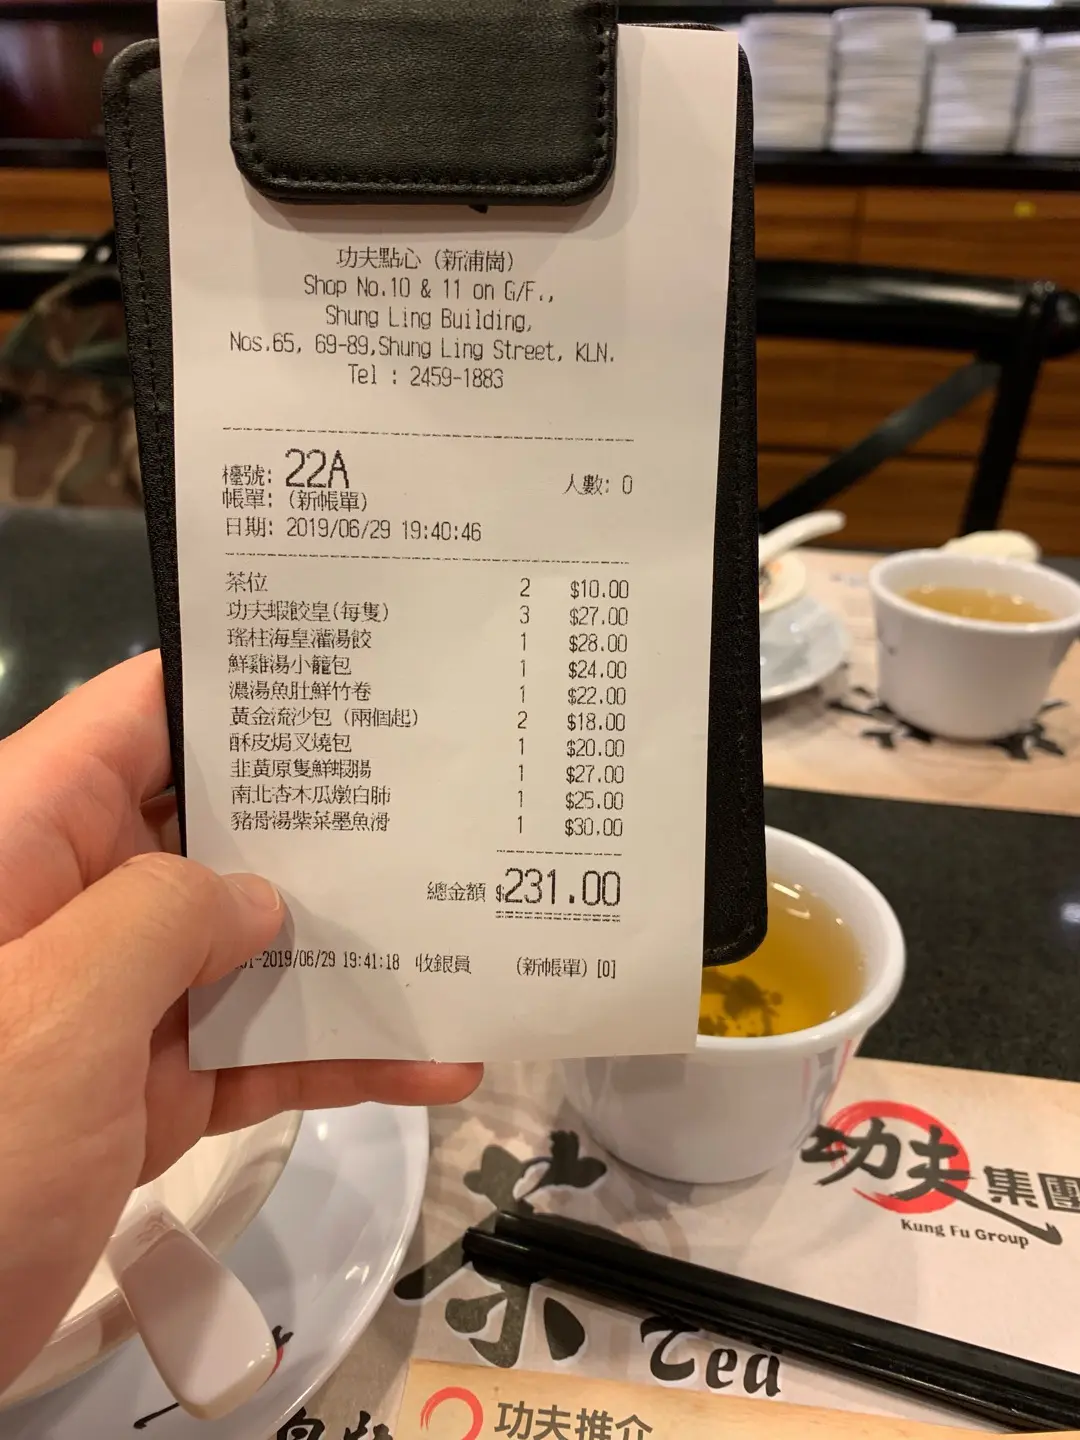 功夫點心 (新浦崗)
Shop No.10 & 11 on G/F.,
Shung Ling Building,
Nos.65, 69-89,Shung Ling Street, KLN.
Tel : 2459-1883
檯號: 22A 人數: 0
帳單: (新帳單)
日期: 2019/06/29 19:40:46
茶位 2 $10.00
功夫蝦餃皇(每隻) 3 $27.00
瑤柱海皇灌湯餃 1 $28.00
鮮雞湯小籠包 1 $24.00
濃湯魚肚鮮竹卷 1 $22.00
黃金流沙包 (兩個起) 2 $18.00
酥皮焗叉燒包 1 $20.00
韭黃原隻鮮蝦腸 1 $27.00
南北杏木瓜燉白肺 1 $25.00
豬骨湯紫菜墨魚滑 1 $30.00
總金額 $231.00
01-2019/06/29 19:41:18 收銀員 (新帳單) [0]
功夫集團
Kung Fu Group
茶
Tea
功夫推介